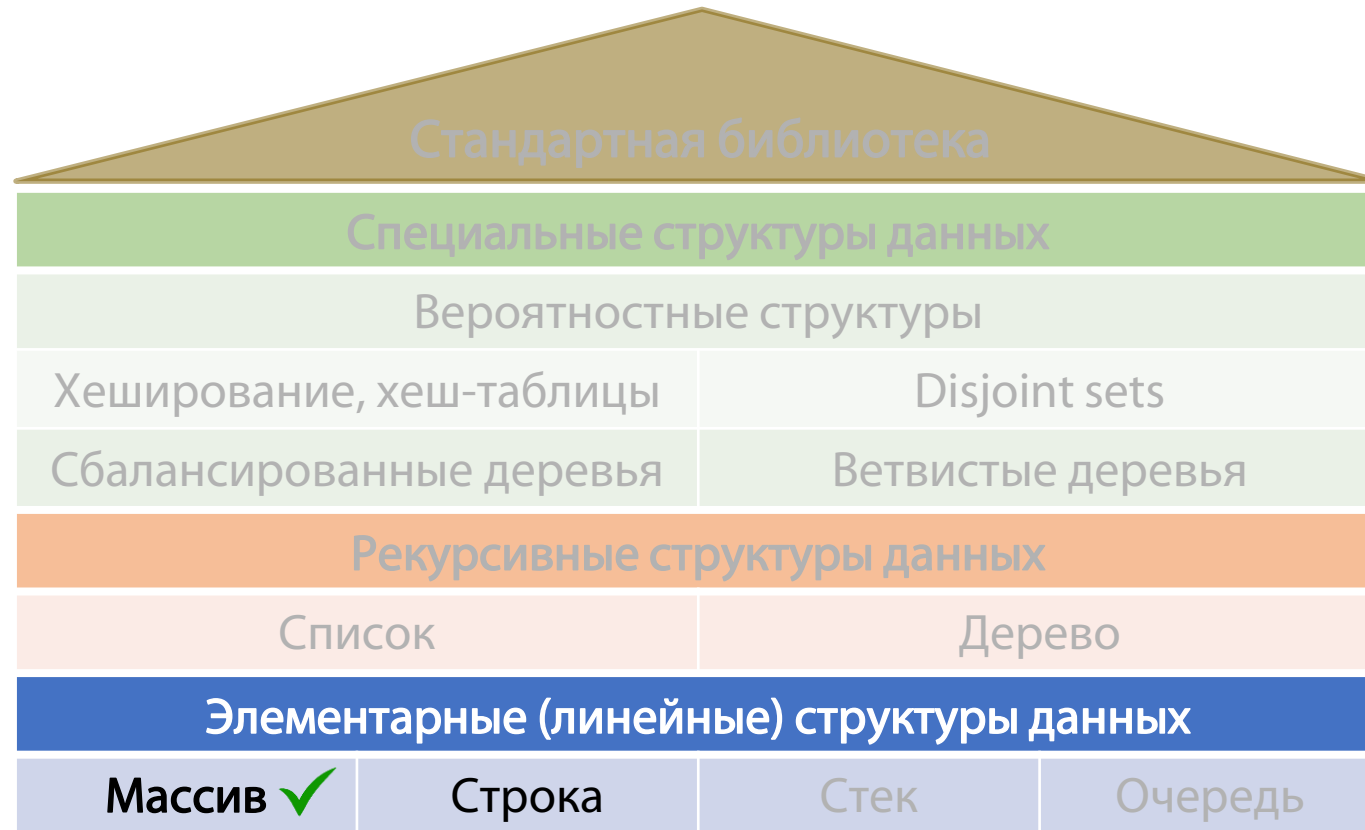 Стандартная библиотека
Специальные структуры данных
Вероятностные структуры
Хеширование, хеш-таблицы
Disjoint sets
Сбалансированные деревья
Ветвистые деревья
Рекурсивные структуры данных
Список
Дерево
Элементарные (линейные) структуры данных
Массив
Строка
Стек
Очередь